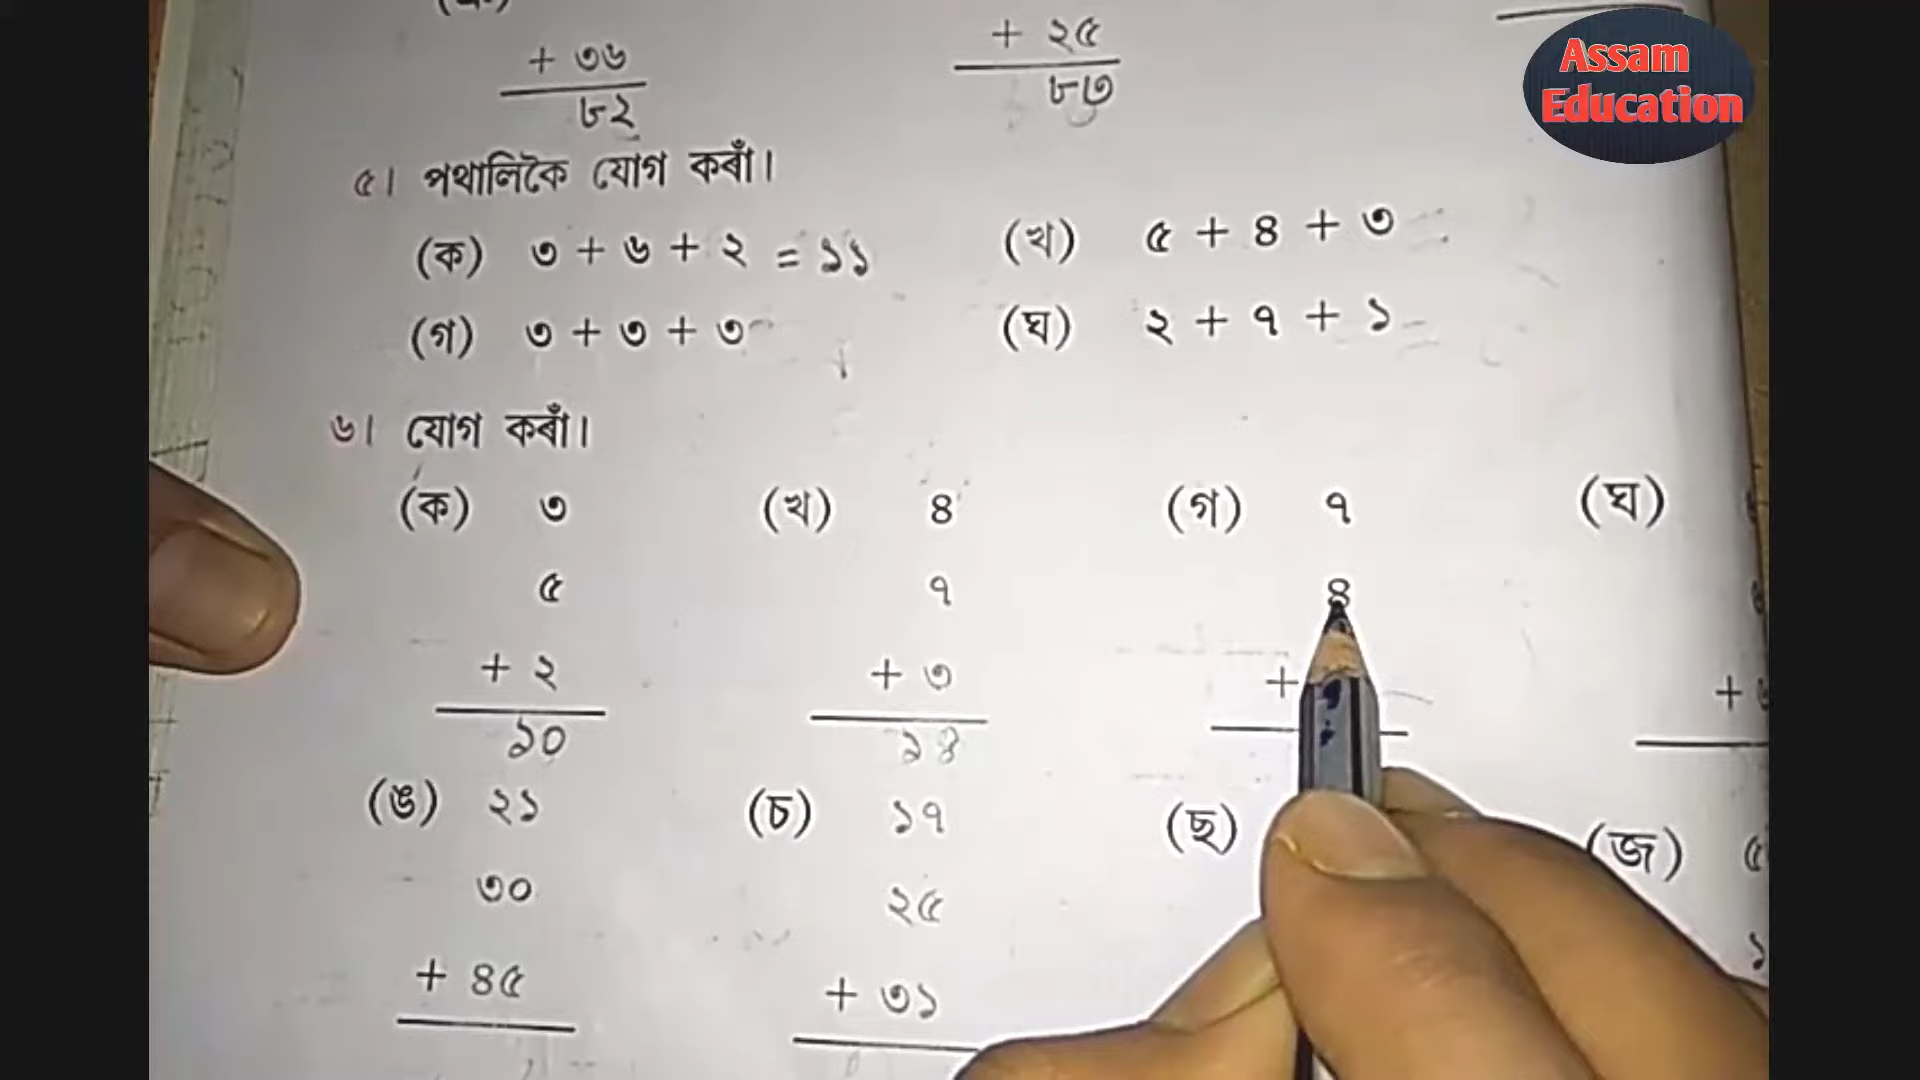 + ৩৬
৮২
+ ২৫
৮৩
Assam
Education
৫। পথালিকৈ যোগ কৰাঁ।
(ক) ৩ + ৬ + ২ = ১১
(খ) ৫ + ৪ + ৩
(গ) ৩ + ৩ + ৩
(ঘ) ২ + ৭ + ১
৬। যোগ কৰাঁ।
(ক) ৩ (খ) ৪ (গ) ৭ (ঘ)
৫ ৭ ৪
+ ২ + ৩ + +
১০ ১৪
(ঙ) ২১ (চ) ১৭ (ছ) (জ) ৫
৩০ ২৫ ১
+ ৪৫ + ৩১